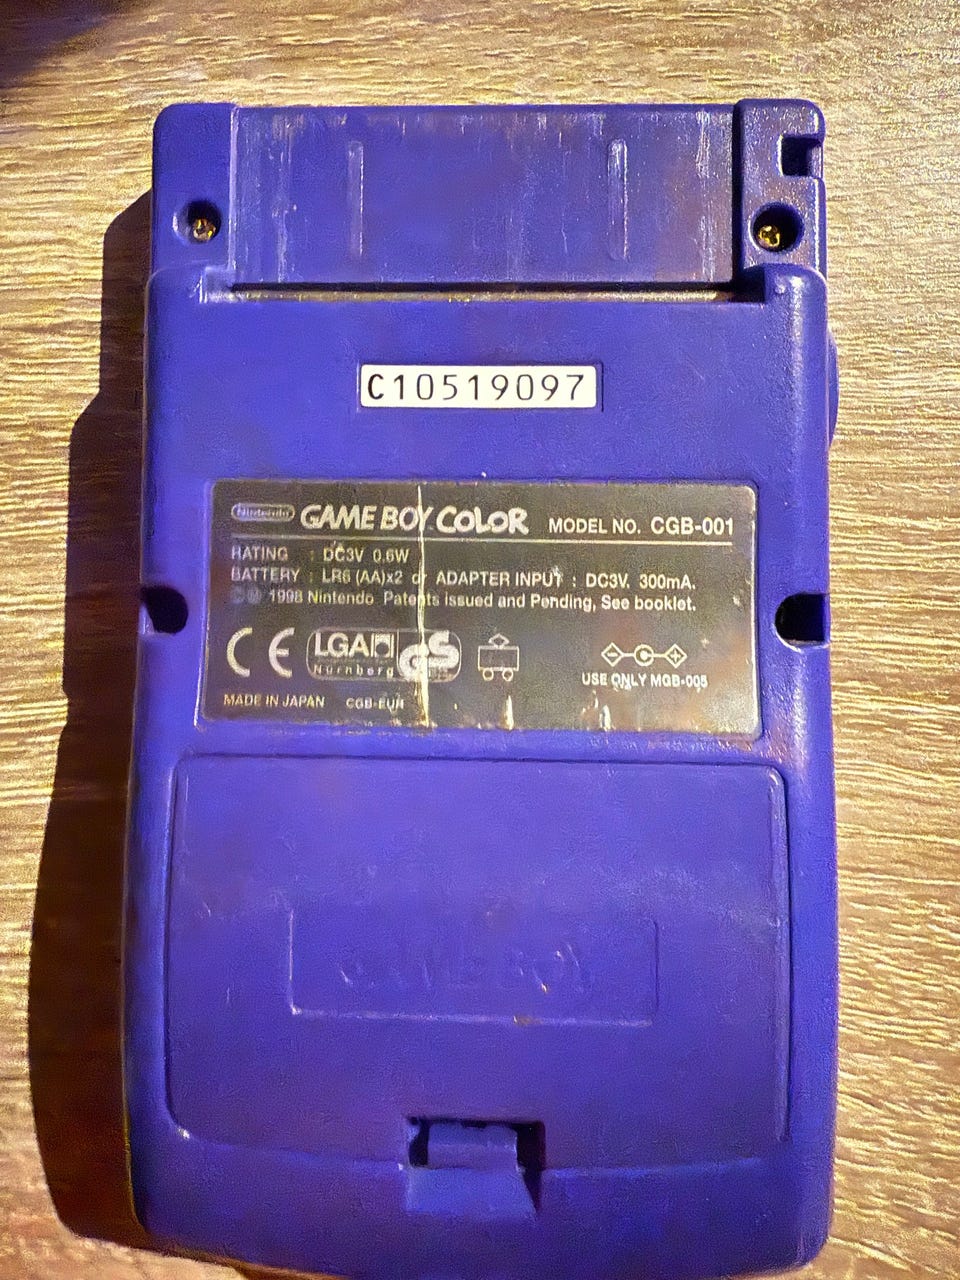 C10519097
Nintendo GAME BOY COLOR MODEL NO. CGB-001
RATING : DC3V 0.6W
BATTERY : LR6 (AA)x2 or ADAPTER INPUT : DC3V, 300mA.
©Ⓜ 1998 Nintendo Patents issued and Pending, See booklet.
CE LGA GS
Nürnberg
USE ONLY MGB-005
MADE IN JAPAN CGB-EUR
GAME BOY